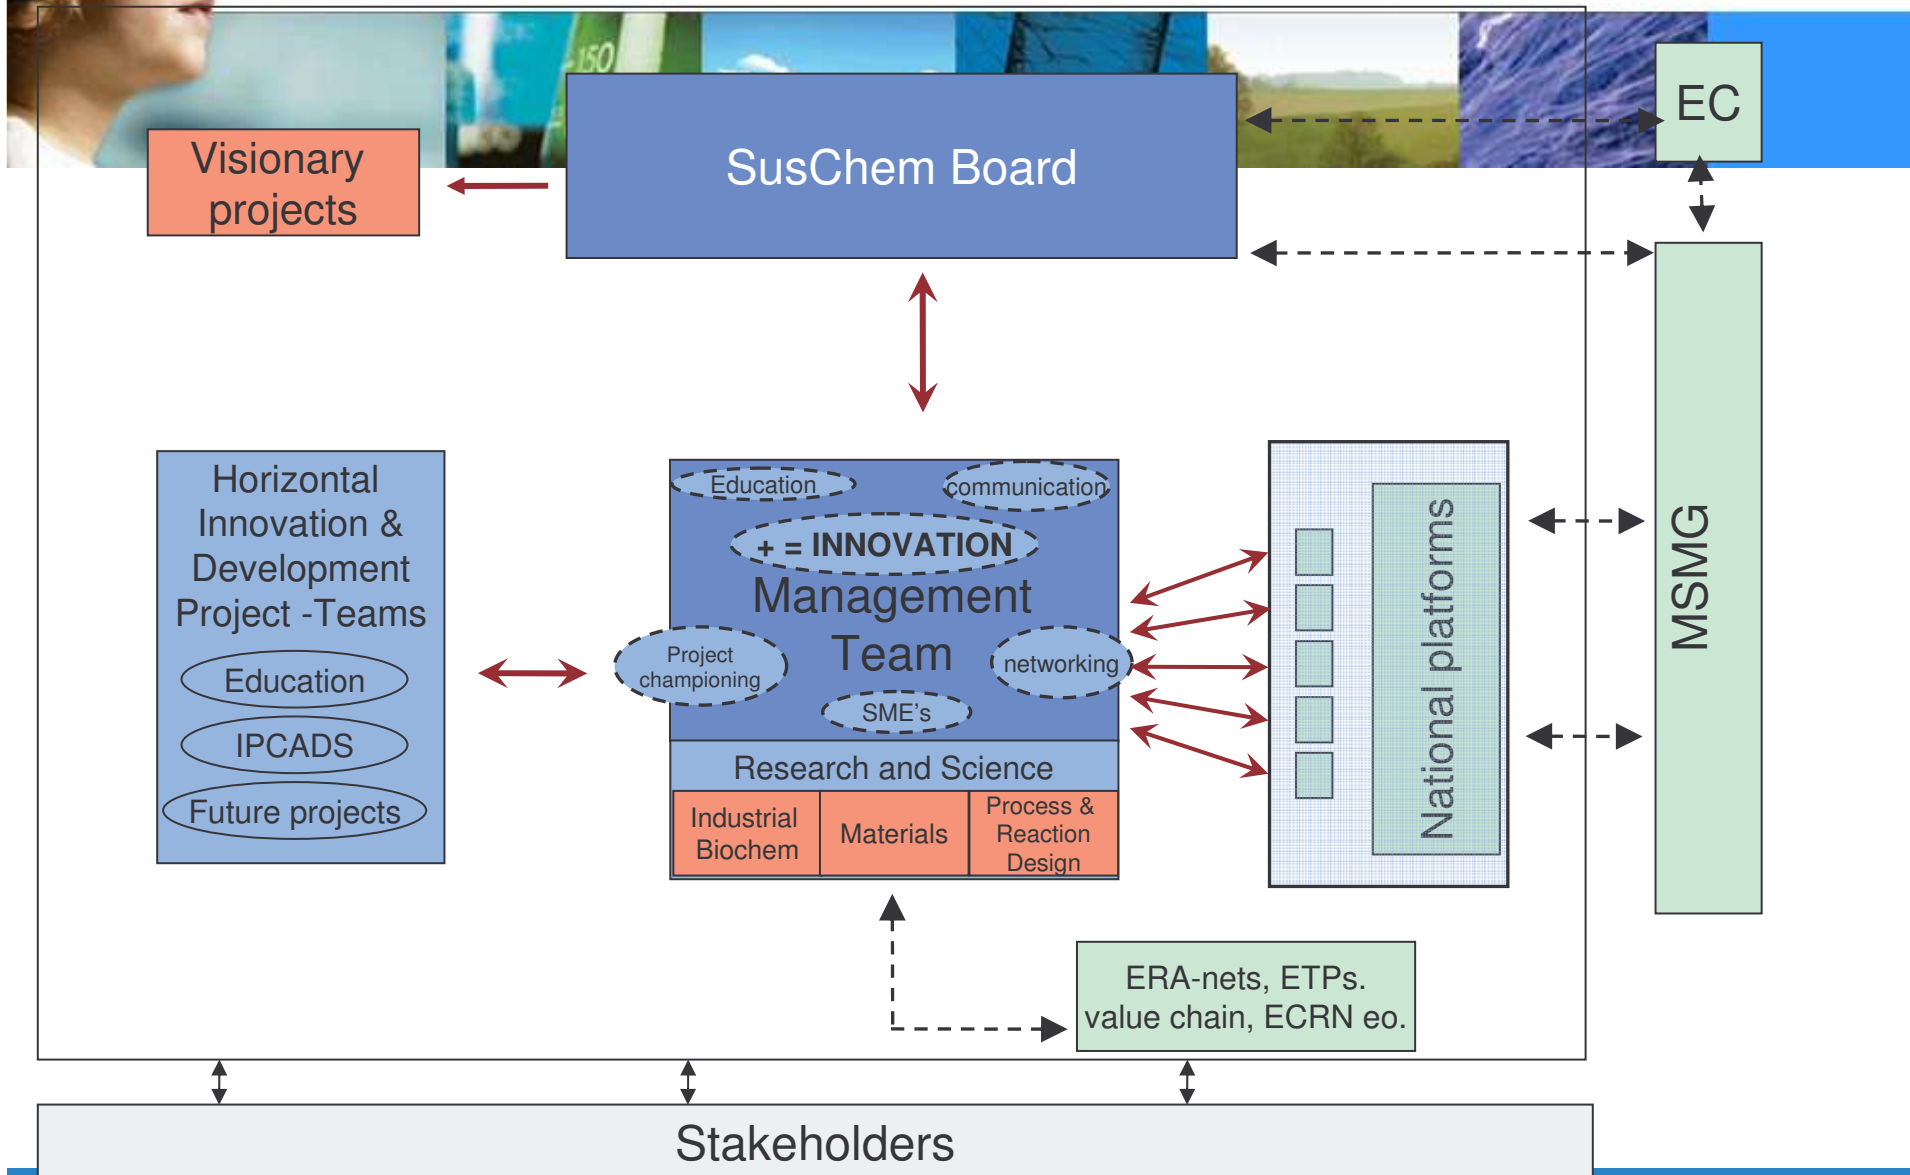 -150
EC
Visionary
projects
SusChem Board
Horizontal
Innovation &
Development
Project -Teams
Education
IPCADS
Future projects
Education
communication
+ = INNOVATION
Management
Team
Project
championing
networking
SME's
Research and Science
Industrial
Biochem
Materials
Process &
Reaction
Design
National platforms
MSMG
ERA-nets, ETPs.
value chain, ECRN eo.
Stakeholders